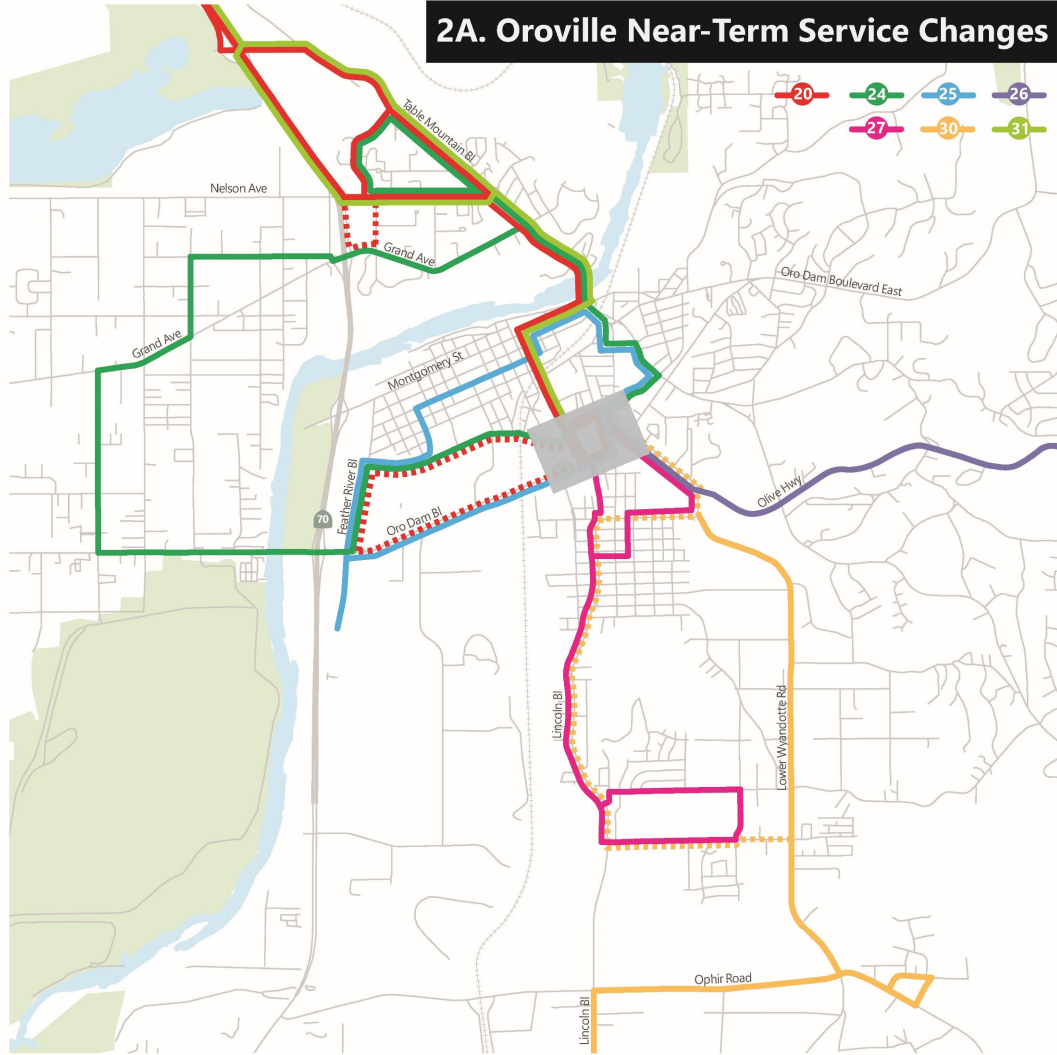 2A. Oroville Near-Term Service Changes
20
24
25
26
27
30
31
Table Mountain Bl
Nelson Ave
Grand Ave
Oro Dam Boulevard East
Grand Ave
Montgomery St
Feather River Bl
Olive Hwy
Oro Dam Bl
70
Lincoln Bl
Lower Wyandotte Rd
Ophir Road
Lincoln Bl